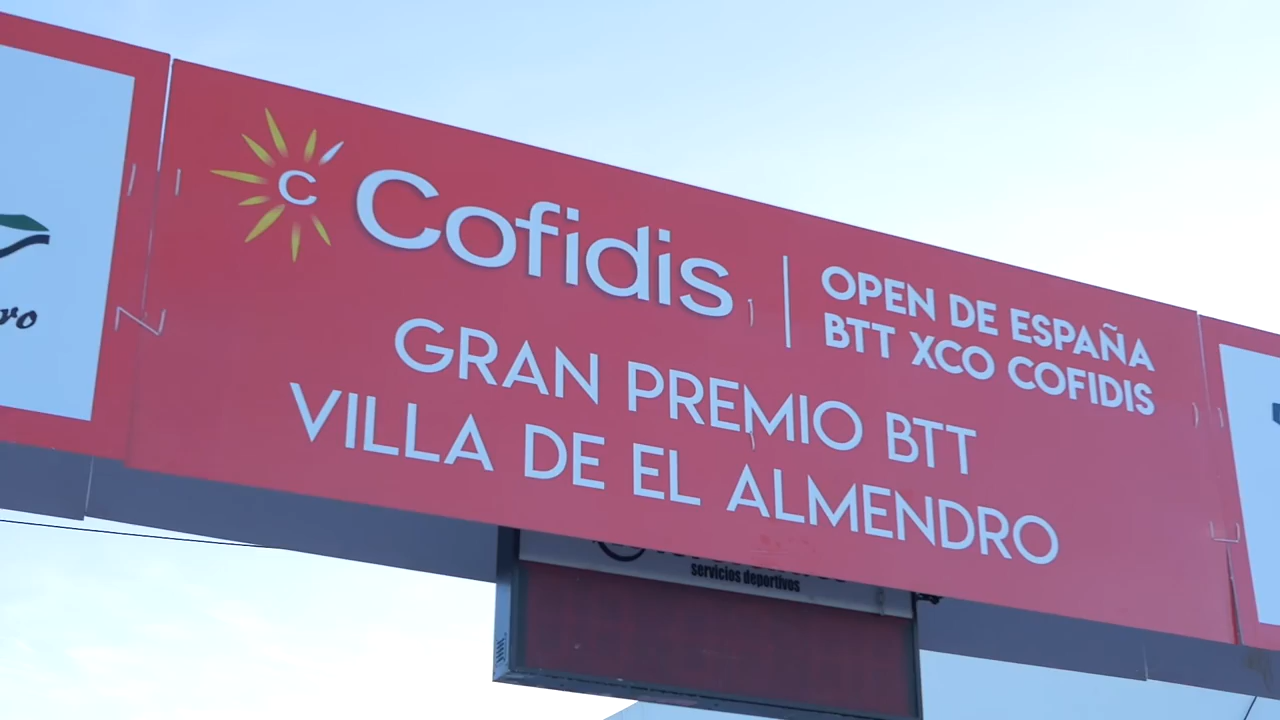 C Cofidis
OPEN DE ESPAÑA
BTT XCO COFIDIS
GRAN PREMIO BTT
VILLA DE EL ALMENDRO
servicios deportivos